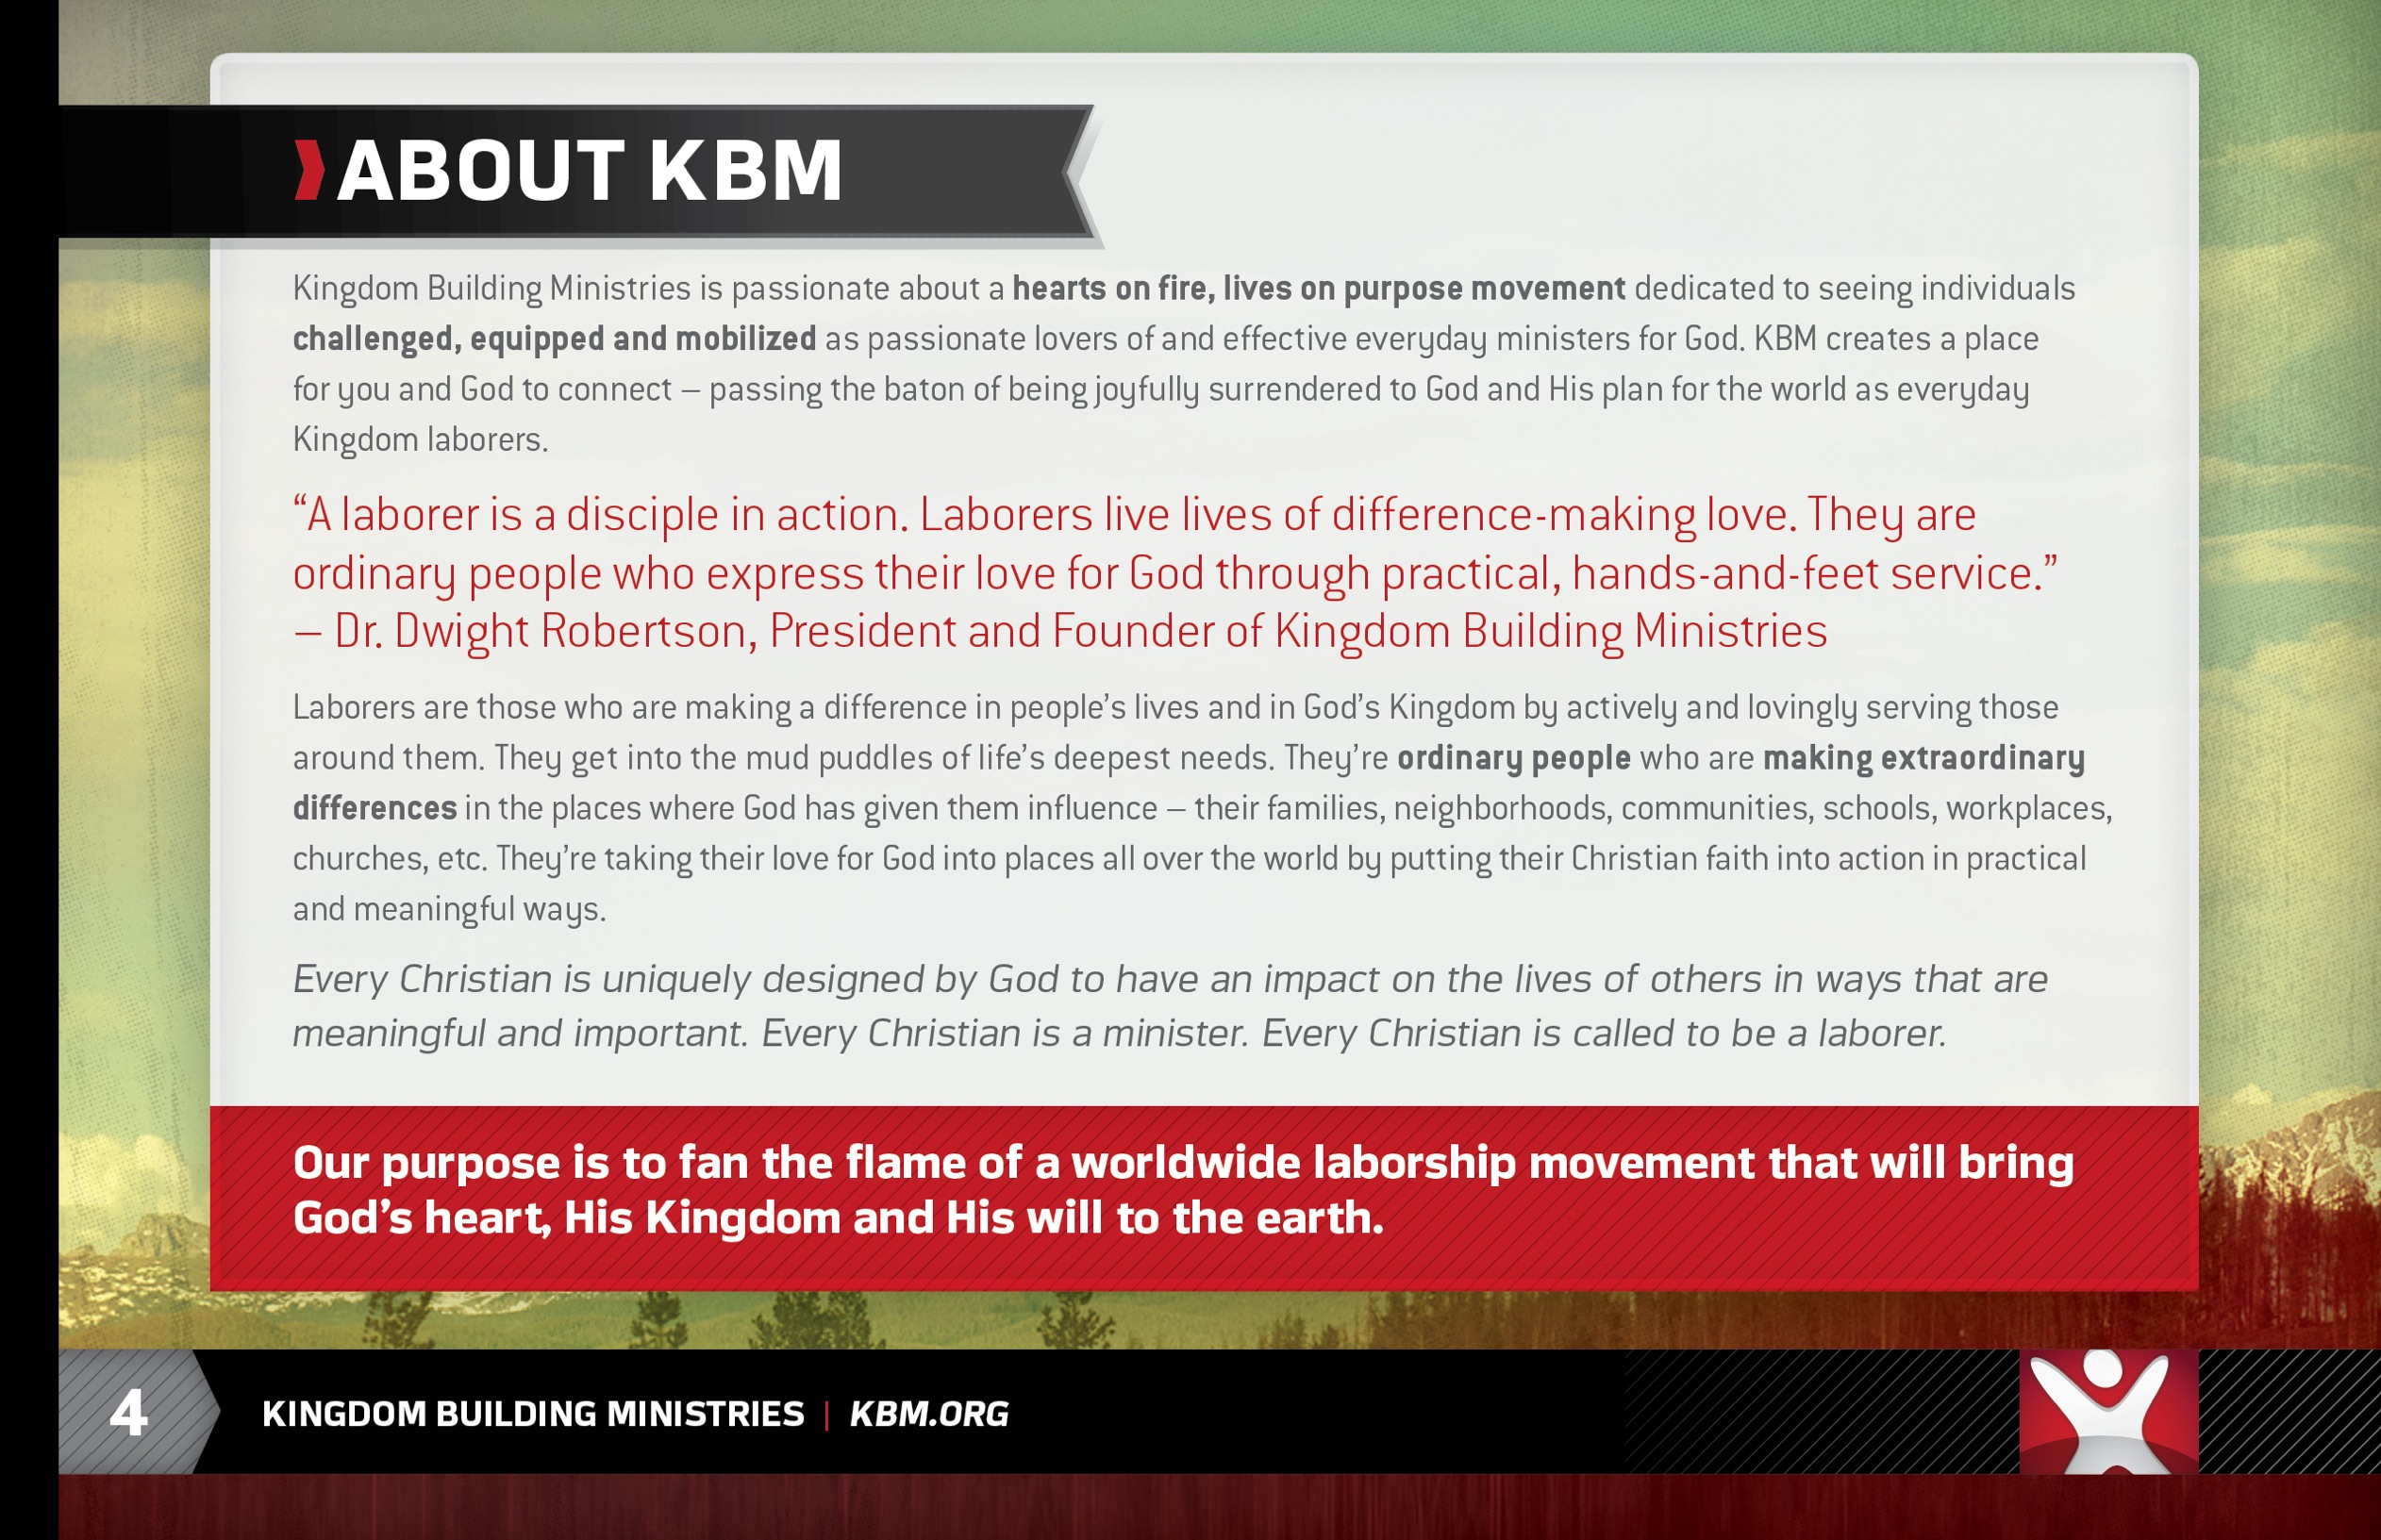 ABOUT KBM
Kingdom Building Ministries is passionate about a hearts on fire, lives on purpose movement dedicated to seeing individuals
challenged, equipped and mobilized as passionate lovers of and effective everyday ministers for God. KBM creates a place
for you and God to connect – passing the baton of being joyfully surrendered to God and His plan for the world as everyday
Kingdom laborers.
“A laborer is a disciple in action. Laborers live lives of difference-making love. They are
ordinary people who express their love for God through practical, hands-and-feet service.”
– Dr. Dwight Robertson, President and Founder of Kingdom Building Ministries
Laborers are those who are making a difference in people’s lives and in God’s Kingdom by actively and lovingly serving those
around them. They get into the mud puddles of life’s deepest needs. They’re ordinary people who are making extraordinary
differences in the places where God has given them influence – their families, neighborhoods, communities, schools, workplaces,
churches, etc. They’re taking their love for God into places all over the world by putting their Christian faith into action in practical
and meaningful ways.
Every Christian is uniquely designed by God to have an impact on the lives of others in ways that are
meaningful and important. Every Christian is a minister. Every Christian is called to be a laborer.
Our purpose is to fan the flame of a worldwide laborship movement that will bring
God’s heart, His Kingdom and His will to the earth.
4 KINGDOM BUILDING MINISTRIES | KBM.ORG